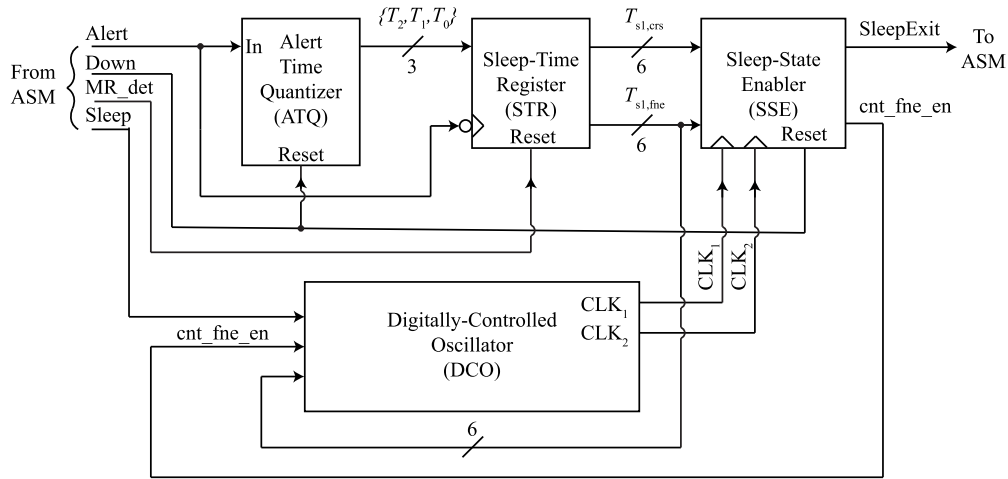 From
ASM
Alert
Down
MR_det
Sleep
In
Alert
Time
Quantizer
(ATQ)
Reset
{T2, T1, T0}
3
Sleep-Time
Register
(STR)
Reset
Ts1,crs
6
Ts1,fne
6
Sleep-State
Enabler
(SSE)
Reset
SleepExit
To
ASM
cnt_fne_en
CLK1
CLK2
cnt_fne_en
Digitally-Controlled
Oscillator
(DCO)
CLK1
CLK2
6